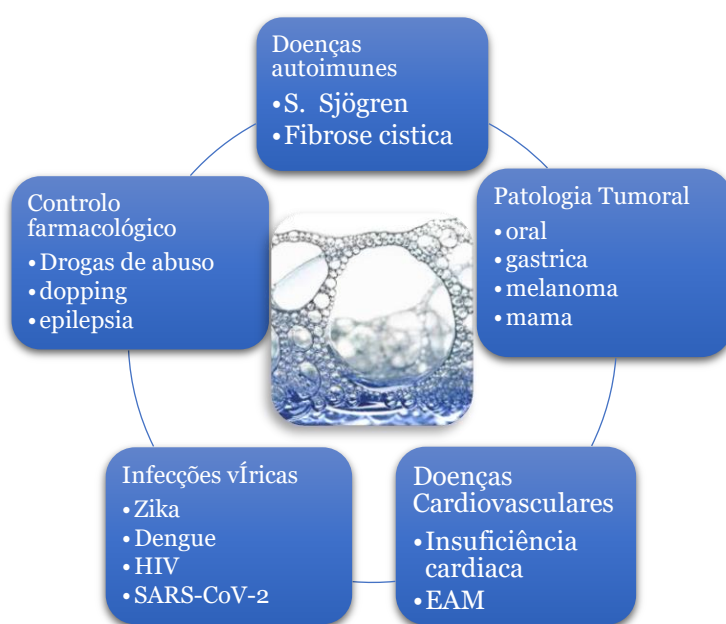 Doenças
autoimunes
•S. Sjögren
•Fibrose cistica
Patologia Tumoral
•oral
•gastrica
•melanoma
•mama
Doenças
Cardiovasculares
•Insuficiência
cardiaca
•EAM
Infecções vÍricas
•Zika
•Dengue
•HIV
•SARS-CoV-2
Controlo
farmacológico
•Drogas de abuso
•dopping
•epilepsia